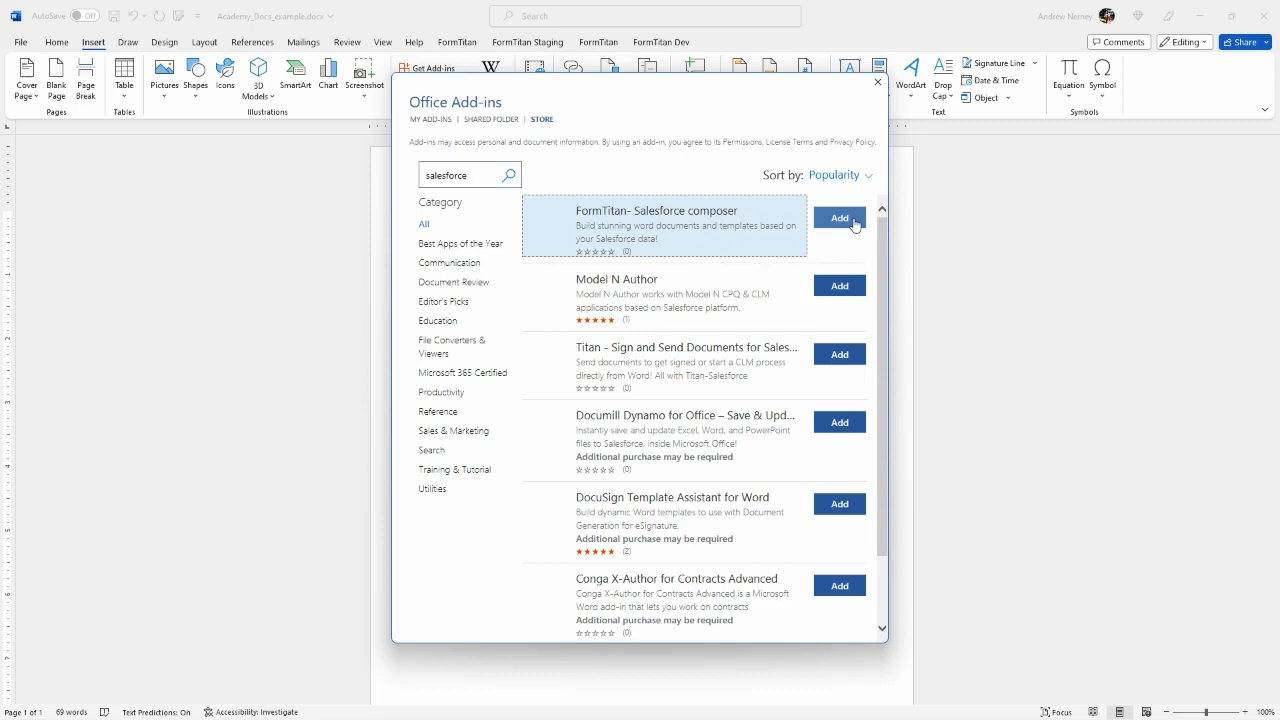 AutoSave Off Academy_Docs_example.docx Search Andrew Nerney
File Home Insert Draw Design Layout References Mailings Review View Help FormTitan FormTitan Staging FormTitan FormTitan Dev Comments Editing Share
Cover Page
Blank Page
Page Break
Pages
Table
Tables
Pictures
Shapes
Icons
3D Models
SmartArt
Chart
Screenshot
Illustrations
Get Add-ins
W
WordArt
Drop Cap
Signature Line
Date & Time
Object
Text
Equation
Symbol
Symbols
Office Add-ins
MY ADD-INS | SHARED FOLDER | STORE
Add-ins may access personal and document information. By using an add-in, you agree to its Permissions, License Terms and Privacy Policy.
salesforce
Sort by: Popularity
Category
All
Best Apps of the Year
Communication
Document Review
Editor's Picks
Education
File Converters &
Viewers
Microsoft 365 Certified
Productivity
Reference
Sales & Marketing
Search
Training & Tutorial
Utilities
FormTitan- Salesforce composer
Build stunning word documents and templates based on
your Salesforce data!
(0)
Add
Model N Author
Model N Author works with Model N CPQ & CLM
applications based on Salesforce platform.
(1)
Add
Titan - Sign and Send Documents for Sales...
Send documents to get signed or start a CLM process
directly from Word! All with Titan-Salesforce
(0)
Add
Documill Dynamo for Office – Save & Upd...
Instantly save and update Excel, Word, and PowerPoint
files to Salesforce, inside Microsoft Office!
Additional purchase may be required
(0)
Add
DocuSign Template Assistant for Word
Build dynamic Word templates to use with Document
Generation for eSignature.
Additional purchase may be required
(2)
Add
Conga X-Author for Contracts Advanced
Conga X-Author for Contracts Advanced is a Microsoft
Word add-in that lets you work on contracts
Additional purchase may be required
(0)
Add
Page 1 of 1 69 words Text Predictions: On Accessibility: Investigate Focus 100%